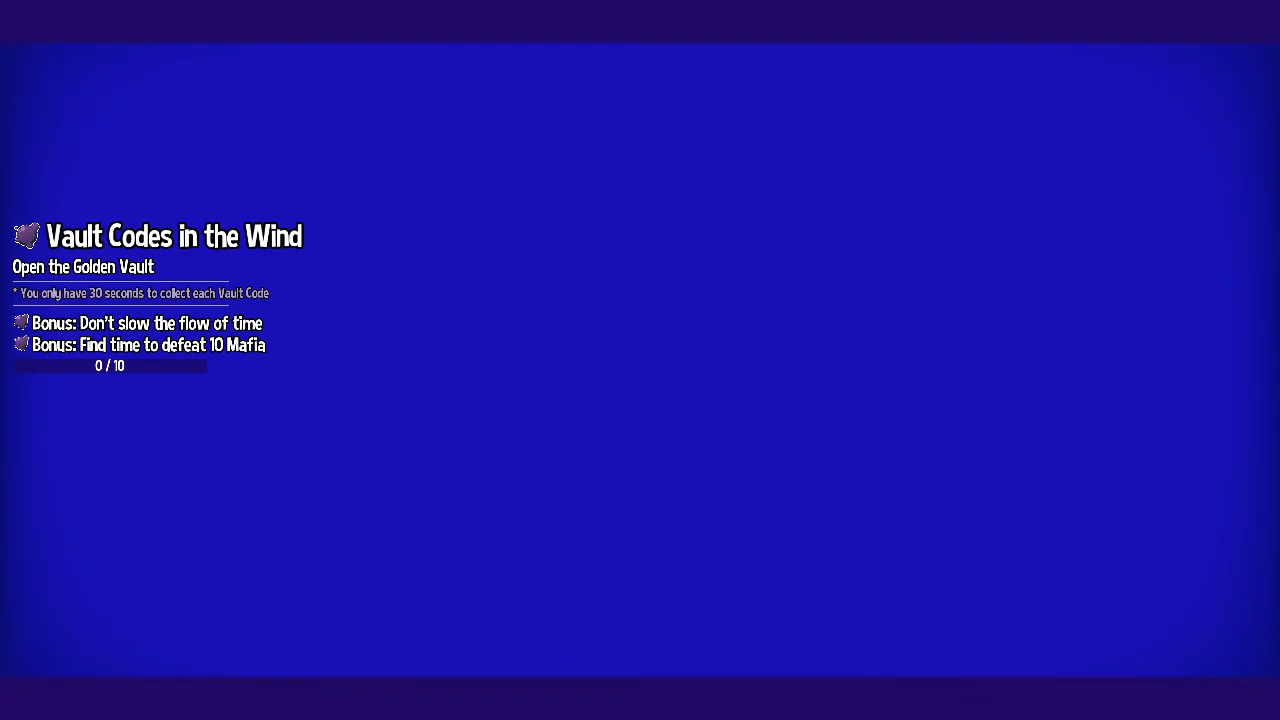 Vault Codes in the Wind
Open the Golden Vault
* You only have 30 seconds to collect each Vault Code
Bonus: Don't slow the flow of time
Bonus: Find time to defeat 10 Mafia
0 / 10